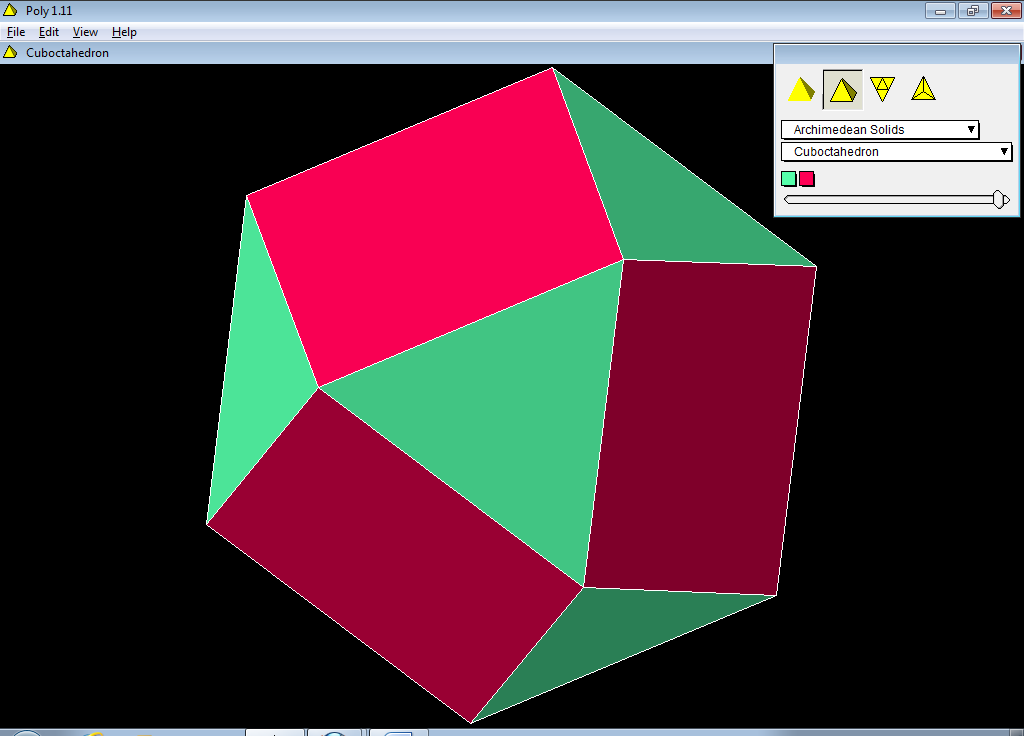 Poly 1.11
File Edit View Help
Cuboctahedron
Archimedean Solids
Cuboctahedron